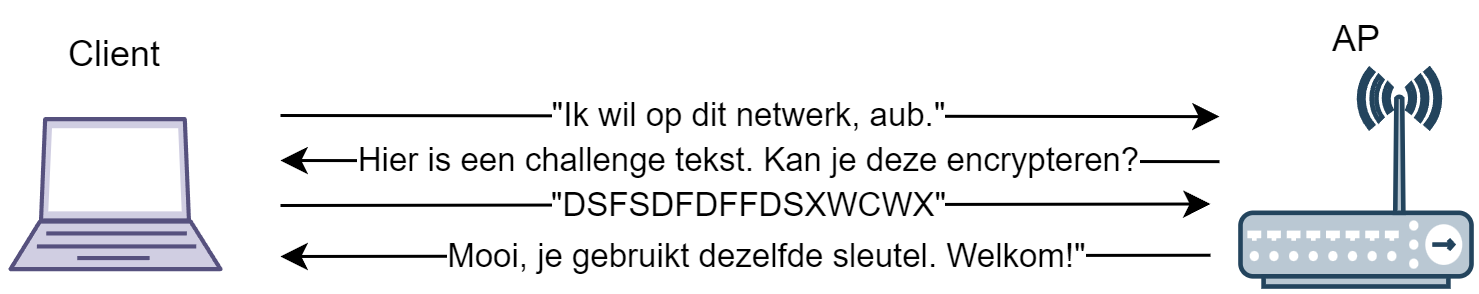 Client
AP
"Ik wil op dit netwerk, aub."
Hier is een challenge tekst. Kan je deze encrypteren?
"DSFSDFDFFDSXWCWX"
Mooi, je gebruikt dezelfde sleutel. Welkom!"